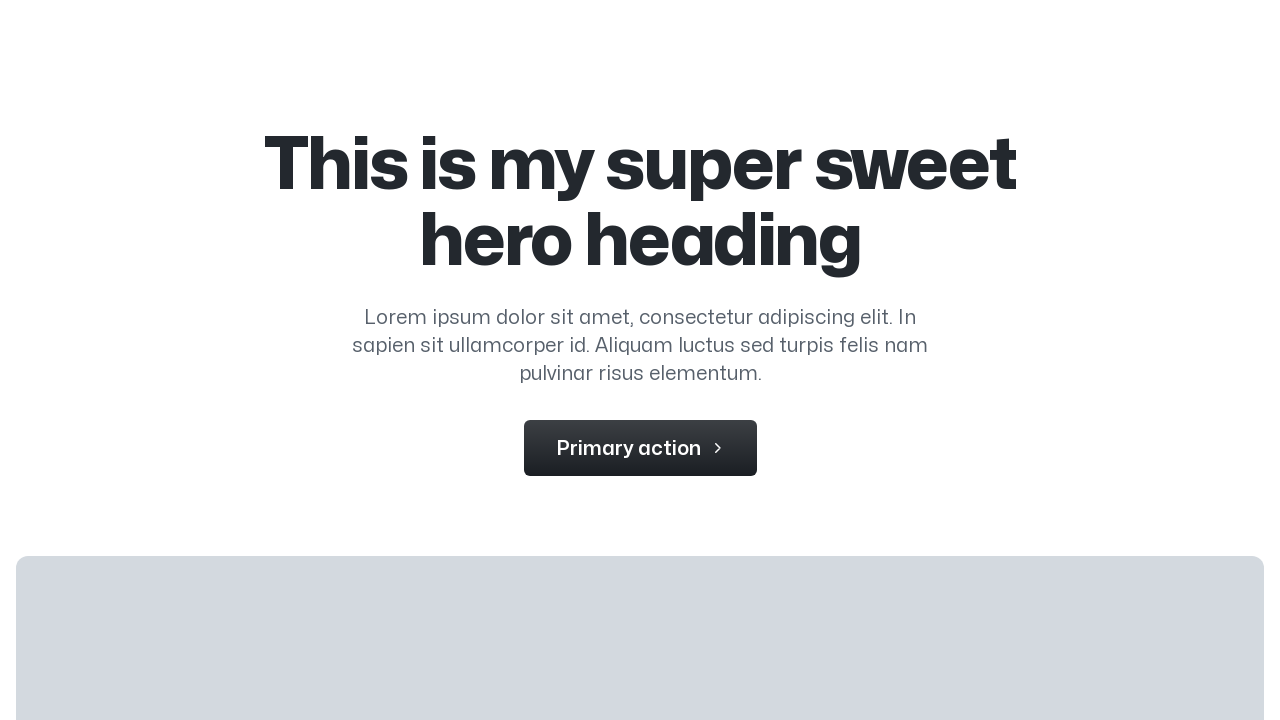 This is my super sweet
hero heading
Lorem ipsum dolor sit amet, consectetur adipiscing elit. In
sapien sit ullamcorper id. Aliquam luctus sed turpis felis nam
pulvinar risus elementum.
Primary action